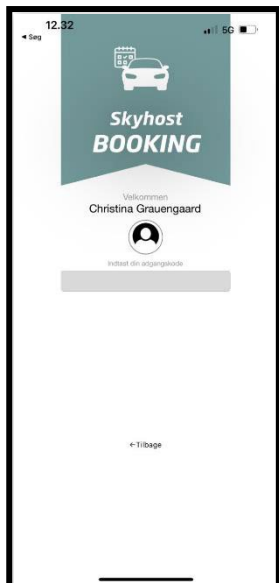 12.32
5G
◄ Søg
Skyhost
BOOKING
Velkommen
Christina Grauengaard
Indtast din adgangskode
←Tilbage